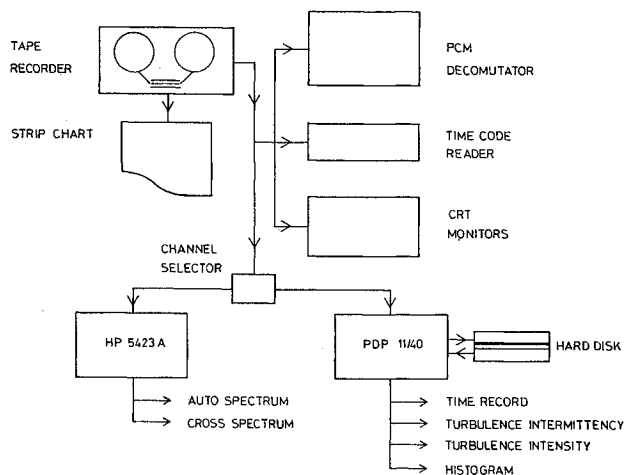 TAPE
RECORDER
STRIP CHART
PCM
DECOMUTATOR
TIME CODE
READER
CRT
MONITORS
CHANNEL
SELECTOR
HP 5423 A
PDP 11/40
HARD DISK
AUTO SPECTRUM
CROSS SPECTRUM
TIME RECORD
TURBULENCE INTERMITTENCY
TURBULENCE INTENSITY
HISTOGRAM